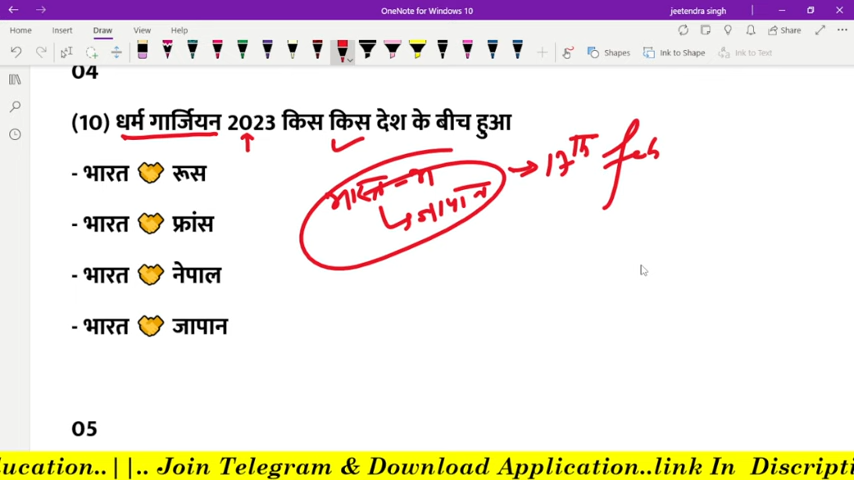 OneNote for Windows 10
jeetendra singh
Home Insert Draw View Help
Share
Shapes Ink to Shape Ink to Text
04
(10) धर्म गार्जियन 2023 किस किस देश के बीच हुआ
- भारत 🤝 रूस
- भारत 🤝 फ्रांस
- भारत 🤝 नेपाल
- भारत 🤝 जापान
जापान
17th feb
05
ducation..||.. Join Telegram & Download Application..link In Discripti